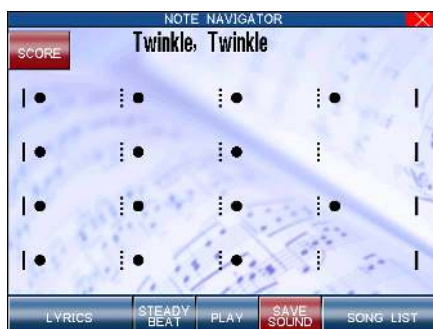 NOTE NAVIGATOR
SCORE
Twinkle, Twinkle
LYRICS
STEADY BEAT
PLAY
SAVE SOUND
SONG LIST